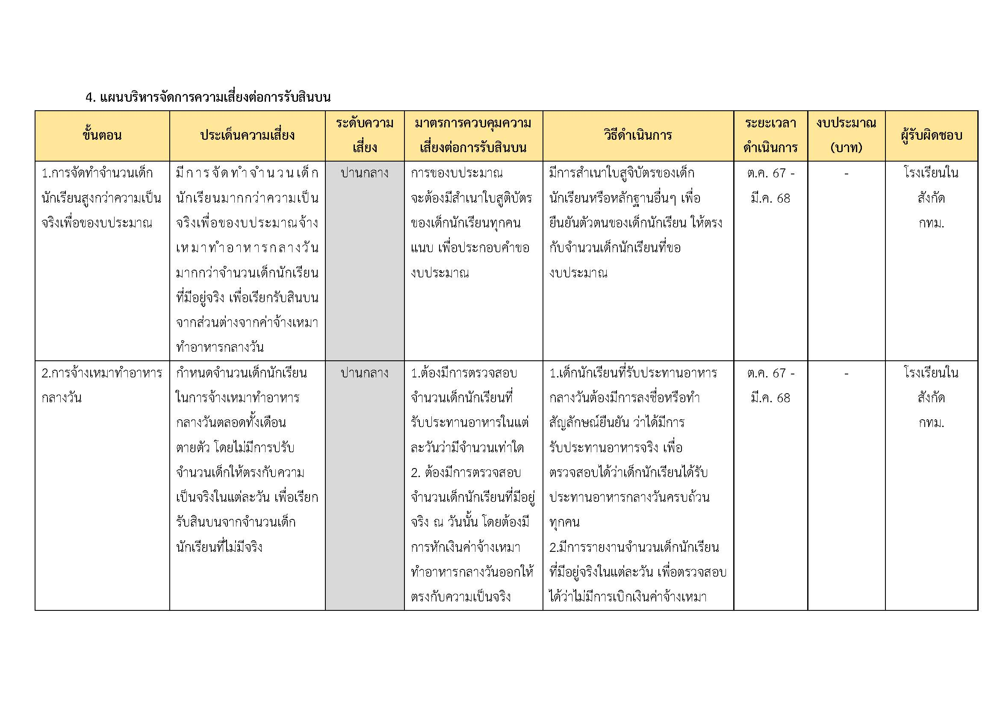 4. แผนบริหารจัดการความเสี่ยงต่อการรับสินบน
ขั้นตอน
ประเด็นความเสี่ยง
ระดับความ
เสี่ยง
มาตรการควบคุมความ
เสี่ยงต่อการรับสินบน
วิธีดำเนินการ
ระยะเวลา
ดำเนินการ
งบประมาณ
(บาท)
ผู้รับผิดชอบ
1.การจัดทำจำนวนเด็ก
นักเรียนสูงกว่าความเป็น
จริงเพื่อของบประมาณ
มีการจัดทำจำนวนเด็ก
นักเรียนมากกว่าความเป็น
จริงเพื่อของบประมาณจ้าง
เหมาทำอาหารกลางวัน
มากกว่าจำนวนเด็กนักเรียน
ที่มีอยู่จริง เพื่อเรียกรับสินบน
จากส่วนต่างจากค่าจ้างเหมา
ทำอาหารกลางวัน
ปานกลาง
การของบประมาณ
จะต้องมีสำเนาใบสูติบัตร
ของเด็กนักเรียนทุกคน
แนบ เพื่อประกอบคำขอ
งบประมาณ
มีการสำเนาใบสูจิบัตรของเด็ก
นักเรียนหรือหลักฐานอื่นๆ เพื่อ
ยืนยันตัวตนของเด็กนักเรียน ให้ตรง
กับจำนวนเด็กนักเรียนที่ขอ
งบประมาณ
ต.ค. 67 -
มี.ค. 68
-
โรงเรียนใน
สังกัด
กทม.
2.การจ้างเหมาทำอาหาร
กลางวัน
กำหนดจำนวนเด็กนักเรียน
ในการจ้างเหมาทำอาหาร
กลางวันตลอดทั้งเดือน
ตายตัว โดยไม่มีการปรับ
จำนวนเด็กให้ตรงกับความ
เป็นจริงในแต่ละวัน เพื่อเรียก
รับสินบนจากจำนวนเด็ก
นักเรียนที่ไม่มีจริง
ปานกลาง
1.ต้องมีการตรวจสอบ
จำนวนเด็กนักเรียนที่
รับประทานอาหารในแต่
ละวันว่ามีจำนวนเท่าใด
2. ต้องมีการตรวจสอบ
จำนวนเด็กนักเรียนที่มีอยู่
จริง ณ วันนั้น โดยต้องมี
การหักเงินค่าจ้างเหมา
ทำอาหารกลางวันออกให้
ตรงกับความเป็นจริง
1.เด็กนักเรียนที่รับประทานอาหาร
กลางวันต้องมีการลงชื่อหรือทำ
สัญลักษณ์ยืนยัน ว่าได้มีการ
รับประทานอาหารจริง เพื่อ
ตรวจสอบได้ว่าเด็กนักเรียนได้รับ
ประทานอาหารกลางวันครบถ้วน
ทุกคน
2.มีการรายงานจำนวนเด็กนักเรียน
ที่มีอยู่จริงในแต่ละวัน เพื่อตรวจสอบ
ได้ว่าไม่มีการเบิกเงินค่าจ้างเหมา
ต.ค. 67 -
มี.ค. 68
-
โรงเรียนใน
สังกัด
กทม.